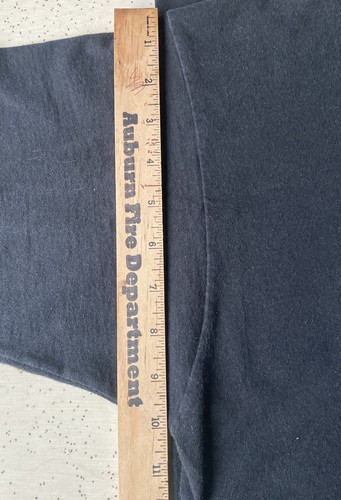 Auburn Fire Department
1 2 3 4 5 6 7 8 9 10 11